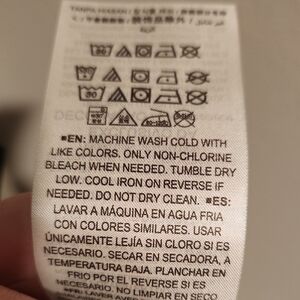 30
■EN: MACHINE WASH COLD WITH
LIKE COLORS. ONLY NON-CHLORINE
BLEACH WHEN NEEDED. TUMBLE DRY
LOW. COOL IRON ON REVERSE IF
NEEDED. DO NOT DRY CLEAN. ■ES:
LAVAR A MÁQUINA EN AGUA FRIA
CON COLORES SIMILARES. USAR
ÚNICAMENTE LEJÍA SIN CLORO SI ES
NECESARIO. SECAR EN SECADORA, A
TEMPERATURA BAJA. PLANCHAR EN
FRIO POR EL REVERSO SI ES
NECESARIO. NO LIMPIAR EN SECO